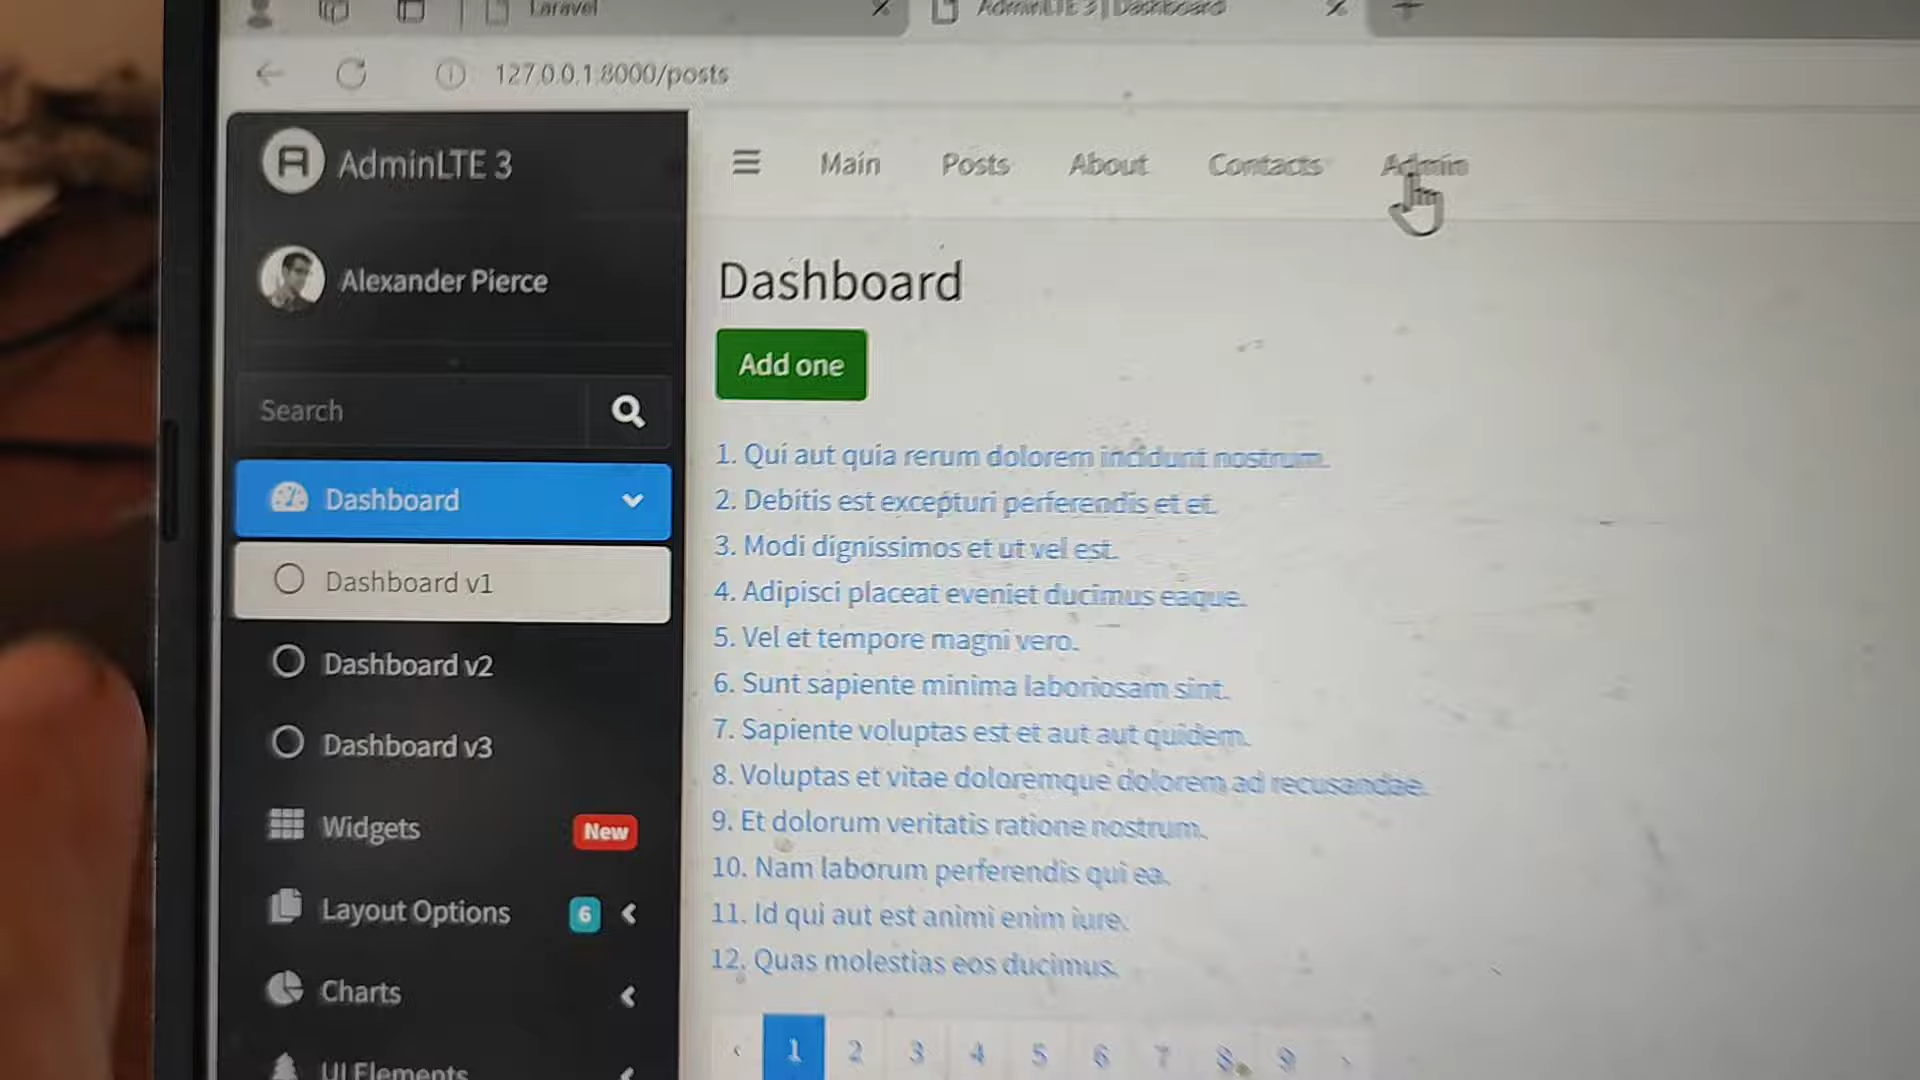 Laravel
AdminLTE 3 | Dashboard
127.0.0.1:8000/posts
AdminLTE 3
Main Posts About Contacts Admin
Alexander Pierce
Dashboard
Add one
Search
Dashboard
Dashboard v1
Dashboard v2
Dashboard v3
Widgets New
Layout Options 6
Charts
UI Elements
1. Qui aut quia rerum dolorem incidunt nostrum.
2. Debitis est excepturi perferendis et et.
3. Modi dignissimos et ut vel est.
4. Adipisci placeat eveniet ducimus eaque.
5. Vel et tempore magni vero.
6. Sunt sapiente minima laboriosam sint.
7. Sapiente voluptas est et aut aut quidem.
8. Voluptas et vitae doloremque dolorem ad recusandae.
9. Et dolorum veritatis ratione nostrum.
10. Nam laborum perferendis qui ea.
11. Id qui aut est animi enim iure.
12. Quas molestias eos ducimus.
‹ 1 2 3 4 5 6 7 8 9 ›